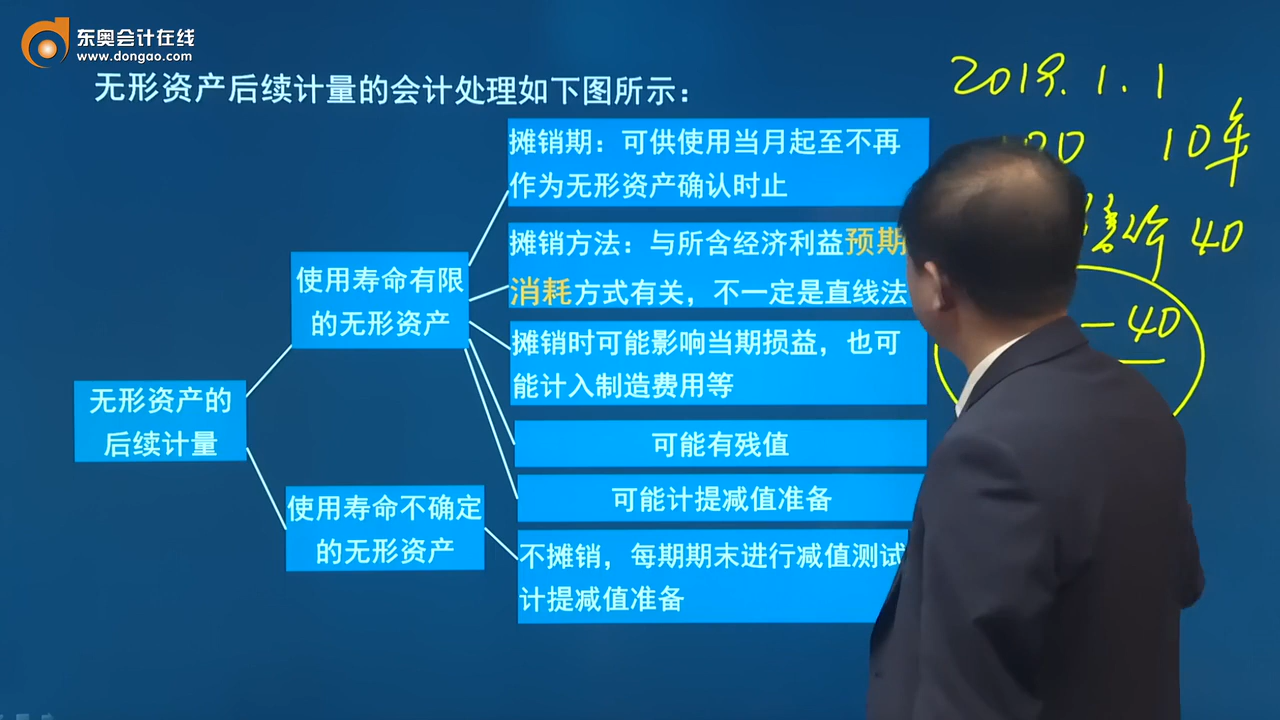 东奥会计在线
www.dongao.com
无形资产后续计量的会计处理如下图所示：
摊销期：可供使用当月起至不再
作为无形资产确认时止
摊销方法：与所含经济利益预期
消耗方式有关，不一定是直线法
摊销时可能影响当期损益，也可
能计入制造费用等
可能有残值
可能计提减值准备
不摊销，每期期末进行减值测试
计提减值准备
使用寿命有限
的无形资产
使用寿命不确定
的无形资产
无形资产的
后续计量
2019.1.1
10年
40
-40